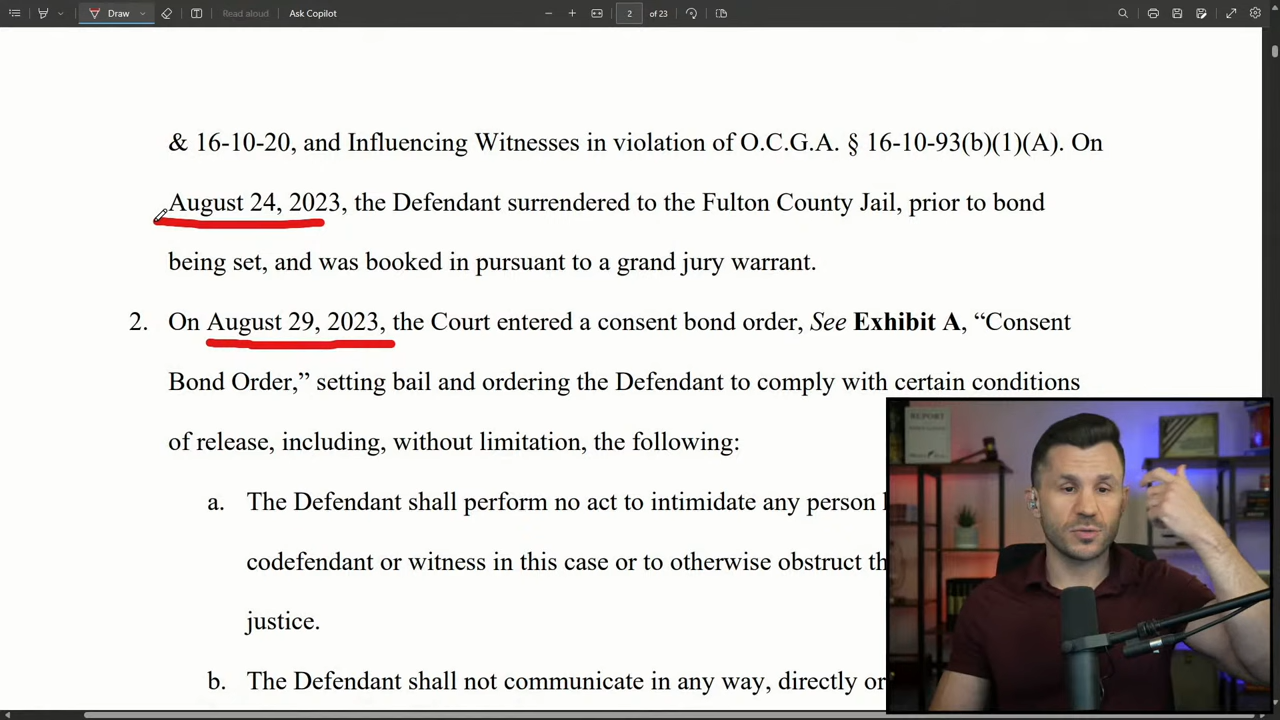 Draw
Read aloud
Ask Copilot
2
of 23
& 16-10-20, and Influencing Witnesses in violation of O.C.G.A. § 16-10-93(b)(1)(A). On
August 24, 2023, the Defendant surrendered to the Fulton County Jail, prior to bond
being set, and was booked in pursuant to a grand jury warrant.
2. On August 29, 2023, the Court entered a consent bond order, See Exhibit A, “Consent
Bond Order,” setting bail and ordering the Defendant to comply with certain conditions
of release, including, without limitation, the following:
a. The Defendant shall perform no act to intimidate any person
codefendant or witness in this case or to otherwise obstruct
justice.
b. The Defendant shall not communicate in any way, directly or
REPORT